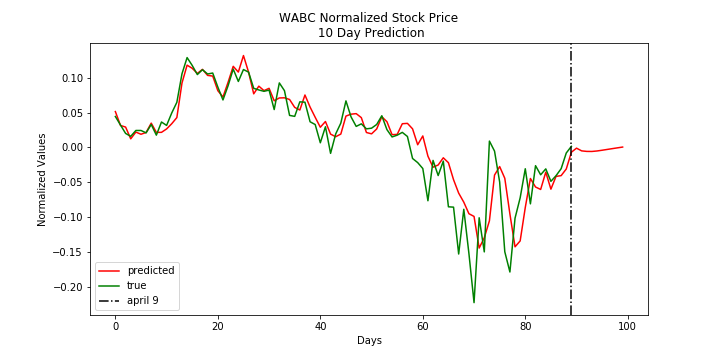 WABC Normalized Stock Price
10 Day Prediction
Normalized Values
0.10
0.05
0.00
−0.05
−0.10
−0.15
−0.20
predicted
true
april 9
0 20 40 60 80 100
Days